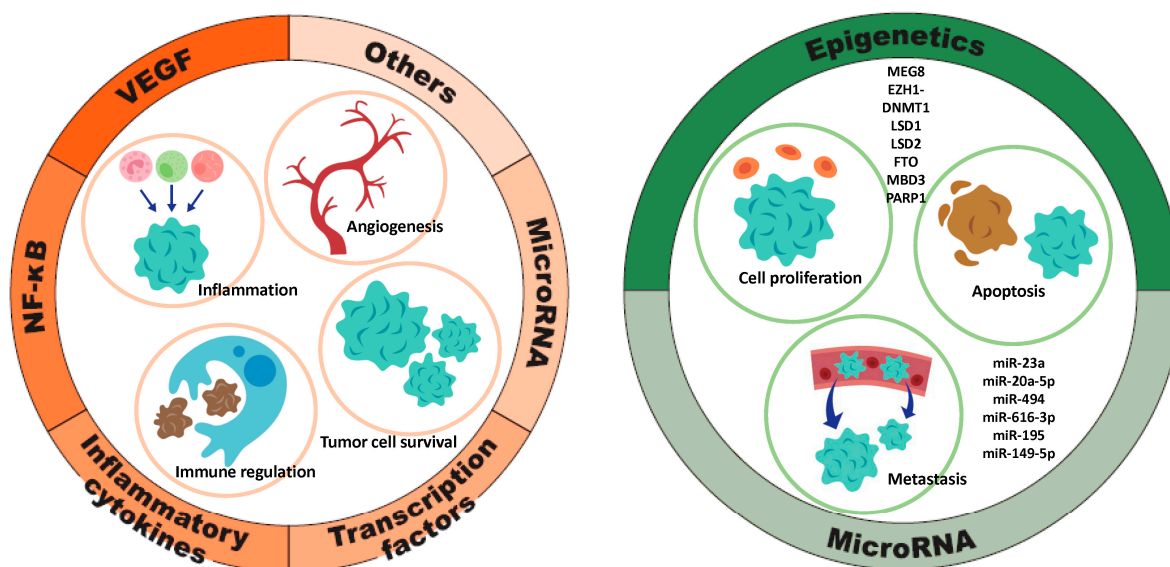 VEGF
Others
MicroRNA
Transcription
factors
Inflammatory
cytokines
NF-κB
Inflammation
Angiogenesis
Tumor cell survival
Immune regulation
Epigenetics
MEG8
EZH1-
DNMT1
LSD1
LSD2
FTO
MBD3
PARP1
Cell proliferation
Apoptosis
Metastasis
miR-23a
miR-20a-5p
miR-494
miR-616-3p
miR-195
miR-149-5p
MicroRNA